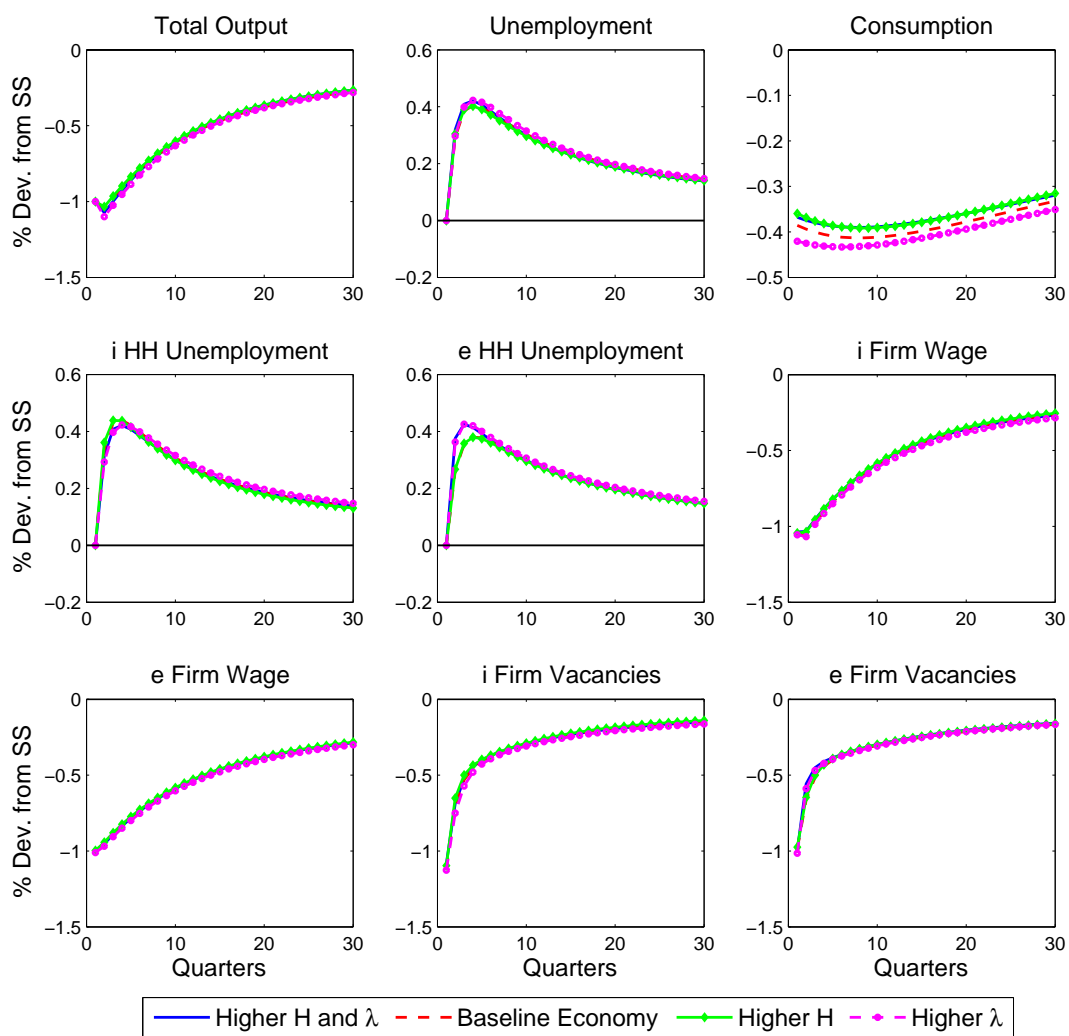 Total Output
Unemployment
Consumption
% Dev. from SS
0
−0.5
−1
−1.5
0 10 20 30
0.6
0.4
0.2
0
−0.2
0 10 20 30
0
−0.1
−0.2
−0.3
−0.4
−0.5
0 10 20 30
i HH Unemployment
e HH Unemployment
i Firm Wage
% Dev. from SS
0.6
0.4
0.2
0
−0.2
0 10 20 30
0.6
0.4
0.2
0
−0.2
0 10 20 30
0
−0.5
−1
−1.5
0 10 20 30
e Firm Wage
i Firm Vacancies
e Firm Vacancies
% Dev. from SS
0
−0.5
−1
−1.5
0 10 20 30
Quarters
0
−0.5
−1
−1.5
0 10 20 30
Quarters
0
−0.5
−1
−1.5
0 10 20 30
Quarters
Higher H and λ Baseline Economy Higher H Higher λ